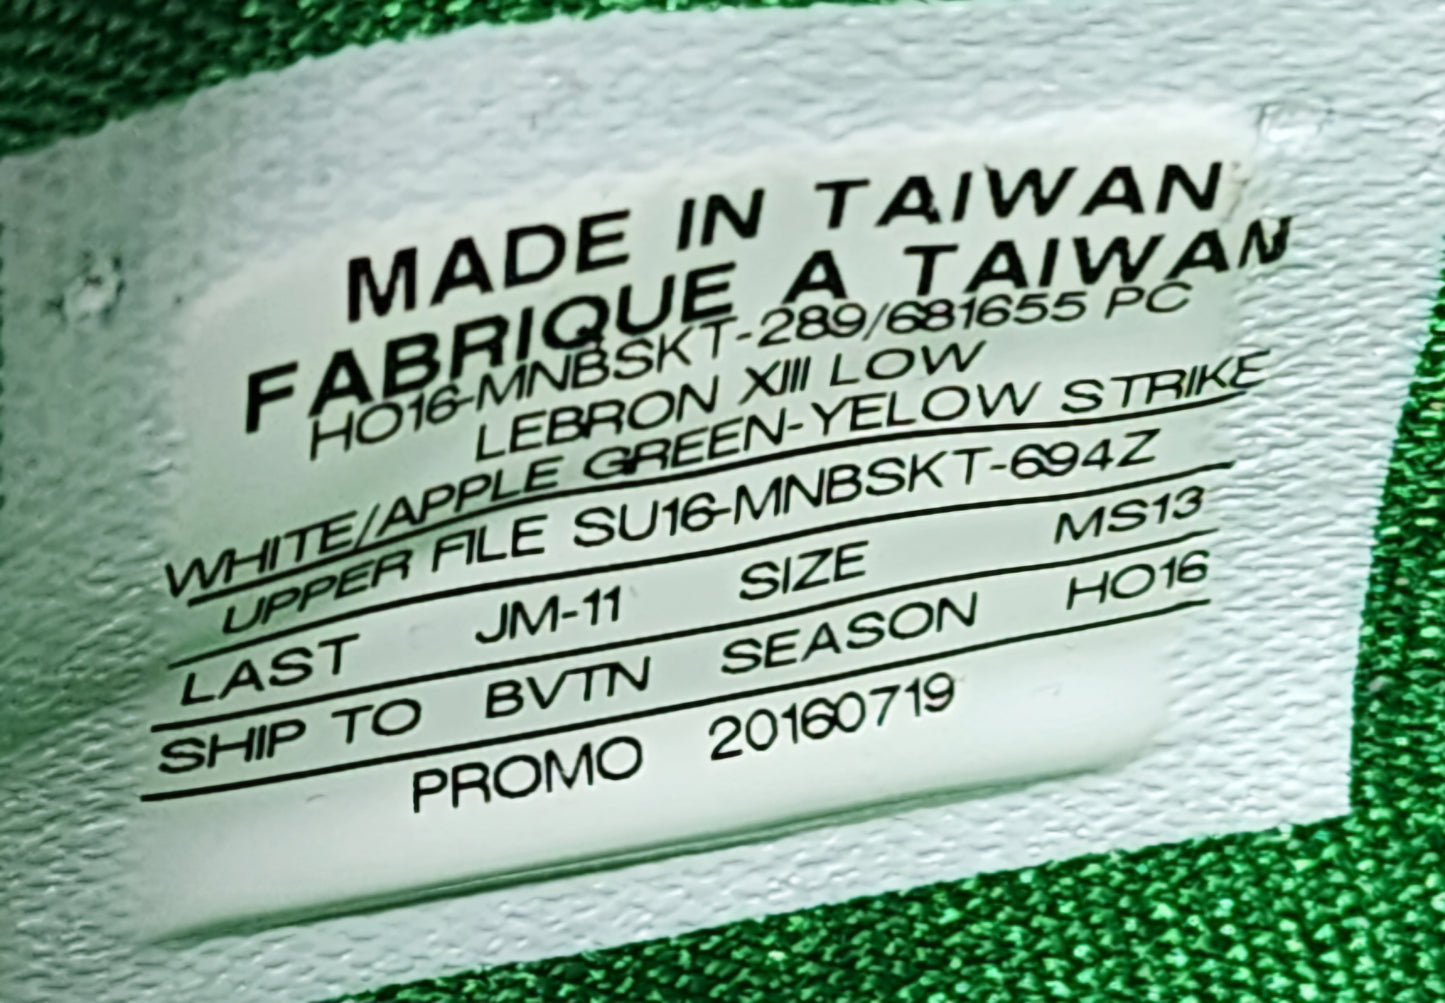 MADE IN TAIWAN
FABRIQUE A TAIWAN
HO16-MNBSKT-289/681655 PC
LEBRON XIII LOW
WHITE/APPLE GREEN-YELOW STRIKE
UPPER FILE SU16-MNBSKT-694Z
LAST JM-11 SIZE MS13
SHIP TO BVTN SEASON HO16
PROMO 20160719